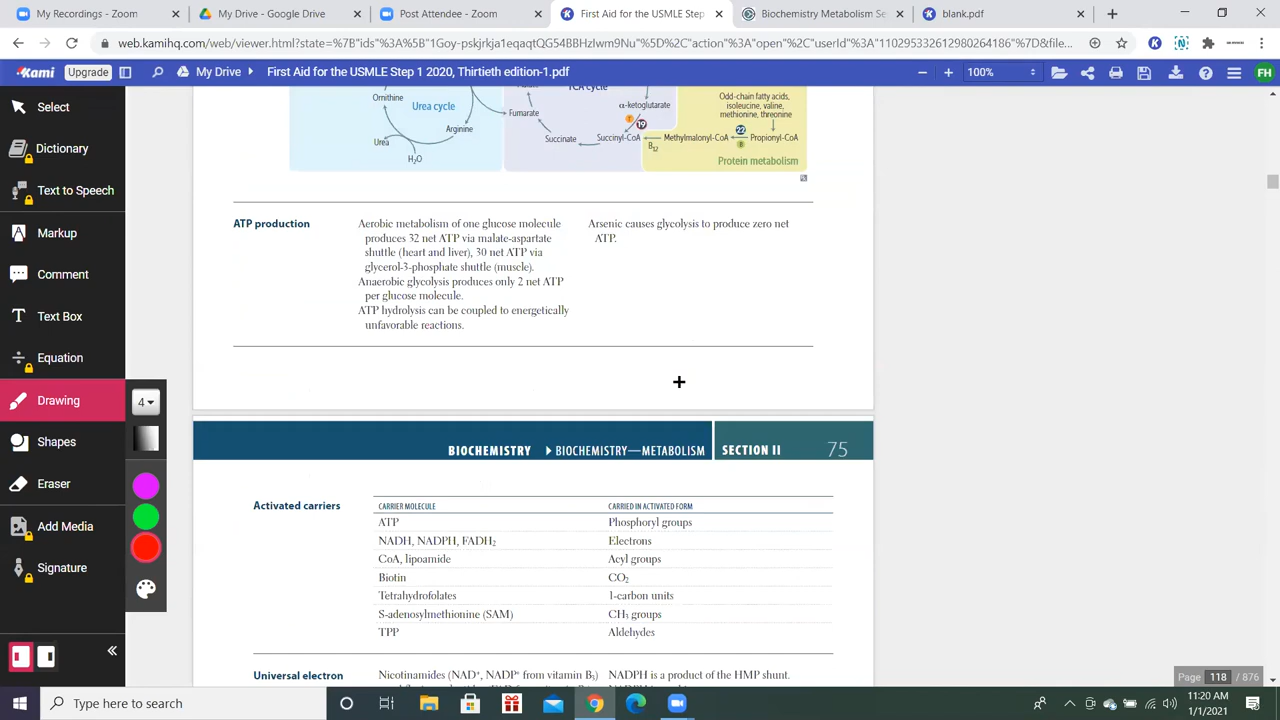 My Recordings - Zoom
My Drive - Google Drive
Post Attendee - Zoom
First Aid for the USMLE Step
Biochemistry Metabolism Se
blank.pdf
web.kamihq.com/web/viewer.html?state=%7B"ids"%3A%5B"1Goy-pskjkja1eqaqtQG54BBHzlwm9Nu"%5D%2C"action"%3A"open"%2C"userId"%3A"110295332612980264186"%7D&file...
Kami
Upgrade
My Drive
First Aid for the USMLE Step 1 2020, Thirtieth edition-1.pdf
100%
FH
Select
Dictionary
Text to Speech
Markup
Comment
Text Box
Equation
Drawing
Shapes
Eraser
Add Media
Signature
4
Ornithine
Urea cycle
Arginine
Urea
H2O
Fumarate
TCA cycle
α-ketoglutarate
19
Succinate
Succinyl-CoA
B12
Methylmalonyl-CoA
22
B
Propionyl-CoA
Odd-chain fatty acids,
isoleucine, valine,
methionine, threonine
Protein metabolism
ATP production
Aerobic metabolism of one glucose molecule
produces 32 net ATP via malate-aspartate
shuttle (heart and liver), 30 net ATP via
glycerol-3-phosphate shuttle (muscle).
Anaerobic glycolysis produces only 2 net ATP
per glucose molecule.
ATP hydrolysis can be coupled to energetically
unfavorable reactions.
Arsenic causes glycolysis to produce zero net
ATP.
BIOCHEMISTRY
BIOCHEMISTRY—METABOLISM
SECTION II
75
Activated carriers
CARRIER MOLECULE
CARRIED IN ACTIVATED FORM
ATP
Phosphoryl groups
NADH, NADPH, FADH2
Electrons
CoA, lipoamide
Acyl groups
Biotin
CO2
Tetrahydrofolates
1-carbon units
S-adenosylmethionine (SAM)
CH3 groups
TPP
Aldehydes
Universal electron
Nicotinamides (NAD+, NADP+ from vitamin B3)
NADPH is a product of the HMP shunt.
Page 118 / 876
Type here to search
11:20 AM
1/1/2021